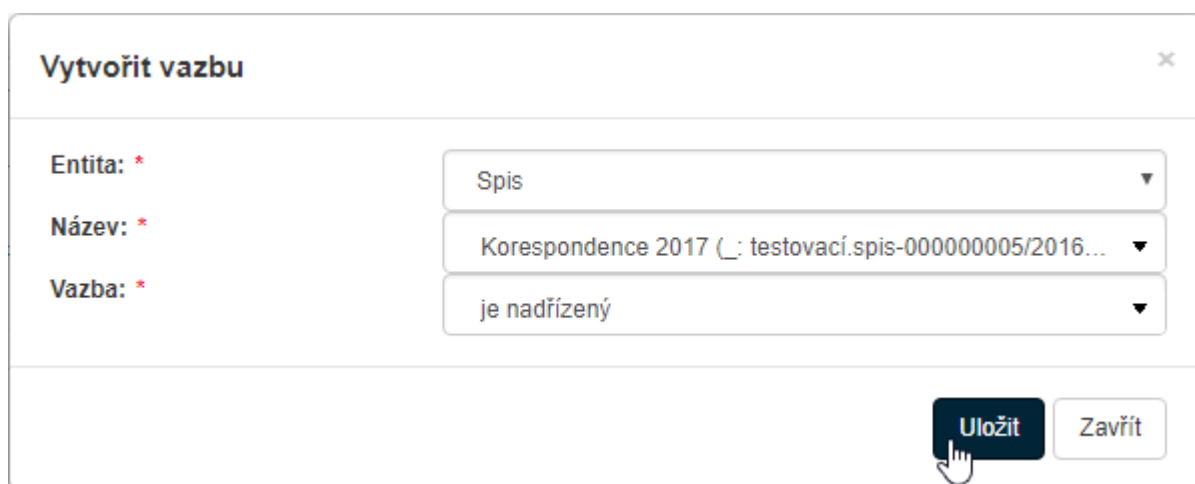 Vytvořit vazbu ×
Entita: * Spis
Název: * Korespondence 2017 (_: testovací.spis-000000005/2016...
Vazba: * je nadřízený
Uložit Zavřít